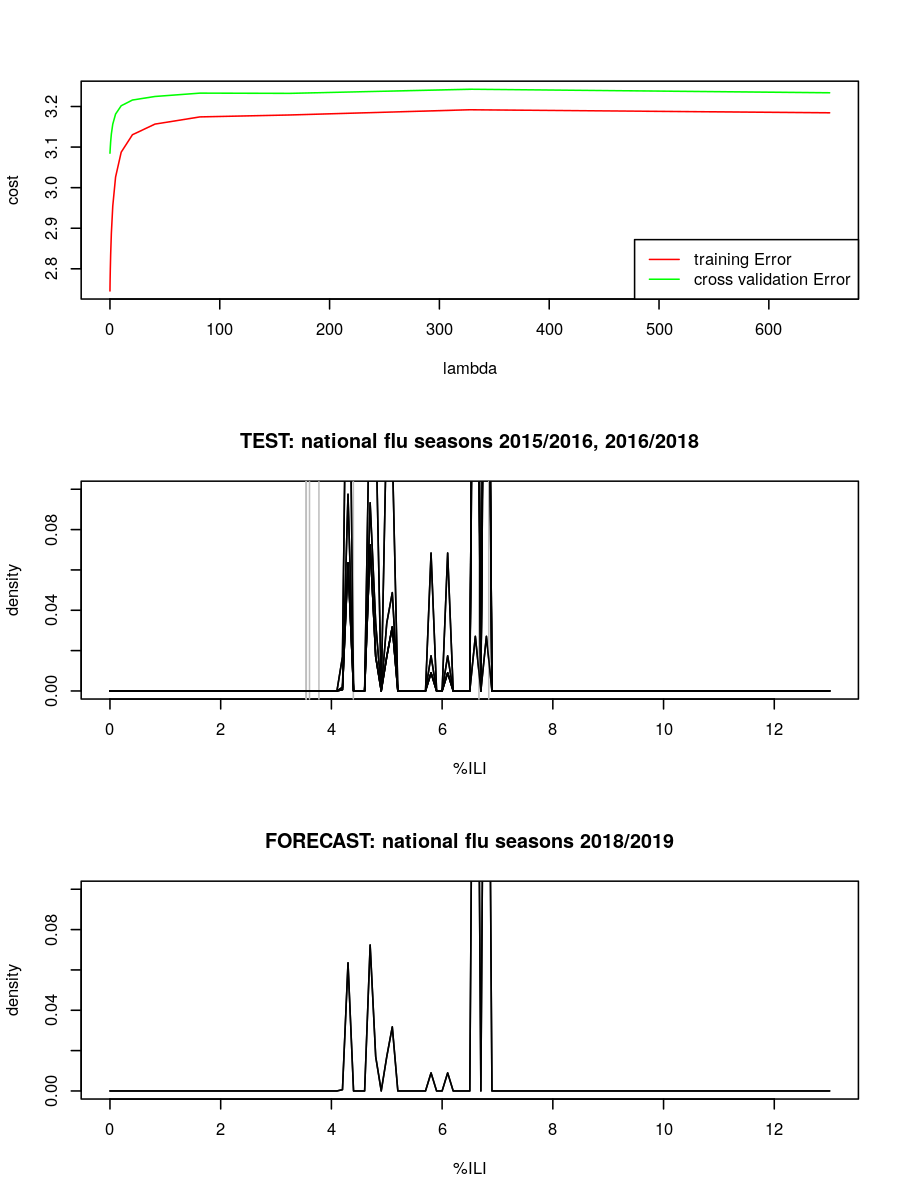 cost
3.2
3.1
3.0
2.9
2.8
training Error
cross validation Error
0 100 200 300 400 500 600
lambda
TEST: national flu seasons 2015/2016, 2016/2018
density
0.08
0.04
0.00
0 2 4 6 8 10 12
%ILI
FORECAST: national flu seasons 2018/2019
density
0.08
0.04
0.00
0 2 4 6 8 10 12
%ILI